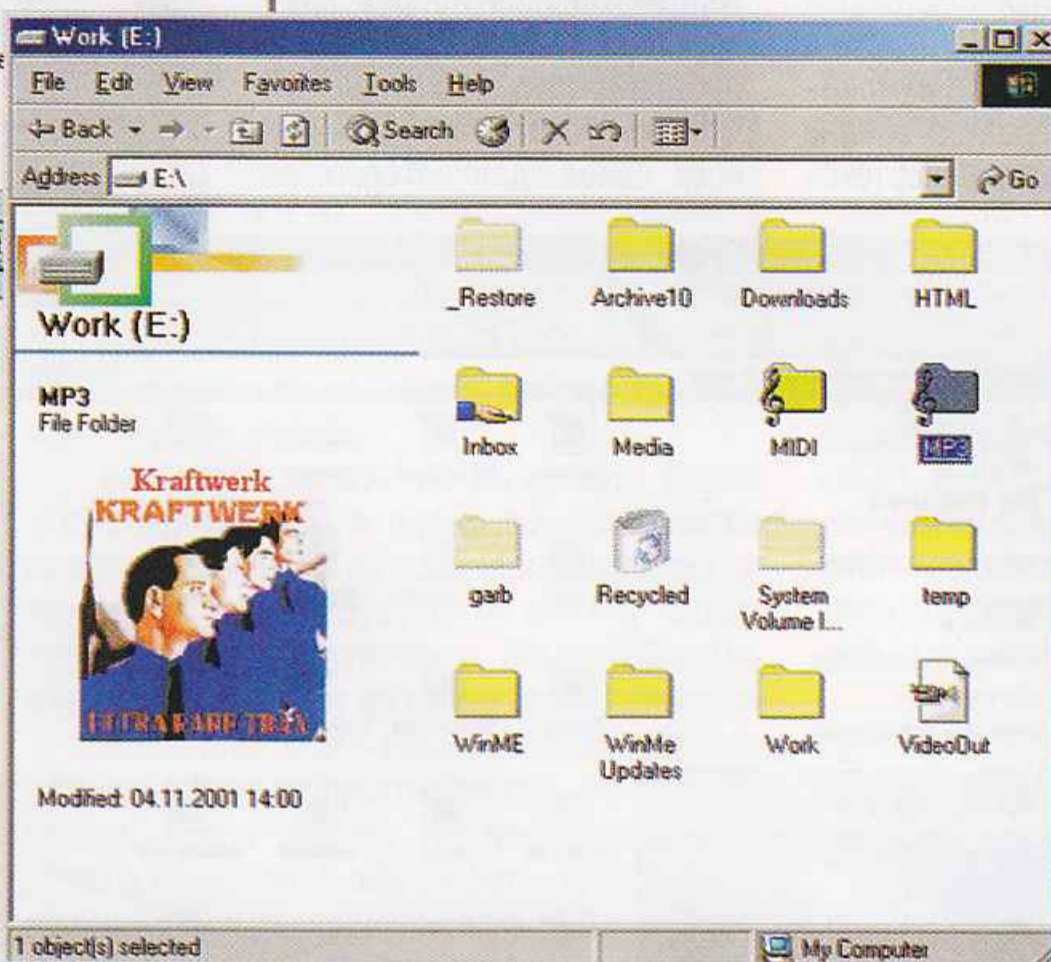 Work (E:)
File Edit View Favorites Tools Help
Back Search
Address E:\ Go
Work (E:)
MP3
File Folder
Kraftwerk
KRAFTWERK
Modified: 04.11.2001 14:00
_Restore Archive10 Downloads HTML
Inbox Media MIDI MP3
garb Recycled System Volume I... temp
WinME WinMe Updates Work VideoOut
1 object(s) selected My Computer